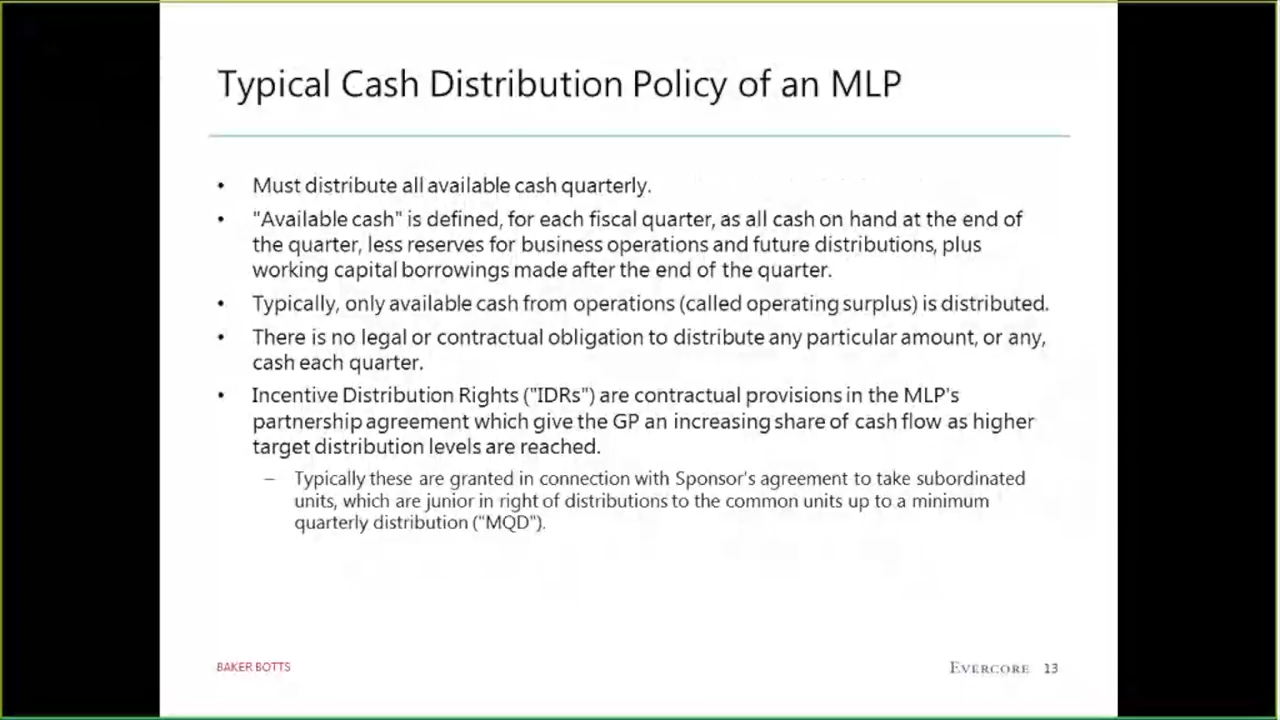 Typical Cash Distribution Policy of an MLP
• Must distribute all available cash quarterly.
• "Available cash" is defined, for each fiscal quarter, as all cash on hand at the end of
the quarter, less reserves for business operations and future distributions, plus
working capital borrowings made after the end of the quarter.
• Typically, only available cash from operations (called operating surplus) is distributed.
• There is no legal or contractual obligation to distribute any particular amount, or any,
cash each quarter.
• Incentive Distribution Rights ("IDRs") are contractual provisions in the MLP's
partnership agreement which give the GP an increasing share of cash flow as higher
target distribution levels are reached.
– Typically these are granted in connection with Sponsor's agreement to take subordinated
units, which are junior in right of distributions to the common units up to a minimum
quarterly distribution ("MQD").
BAKER BOTTS
EVERCORE 13